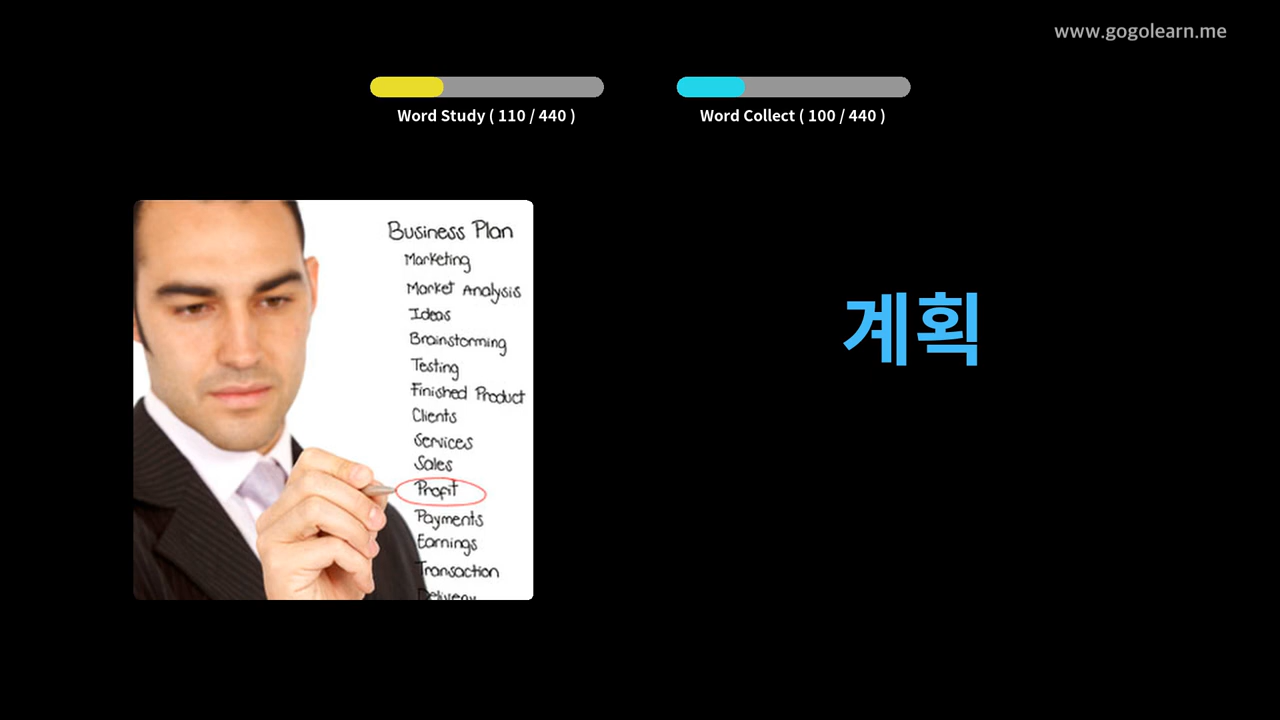 www.gogolearn.me
Word Study ( 110 / 440 )
Word Collect ( 100 / 440 )
Business Plan
Marketing
Market Analysis
Ideas
Brainstorming
Testing
Finished Product
Clients
Services
Sales
Profit
Payments
Earnings
Transaction
Delivery
계획